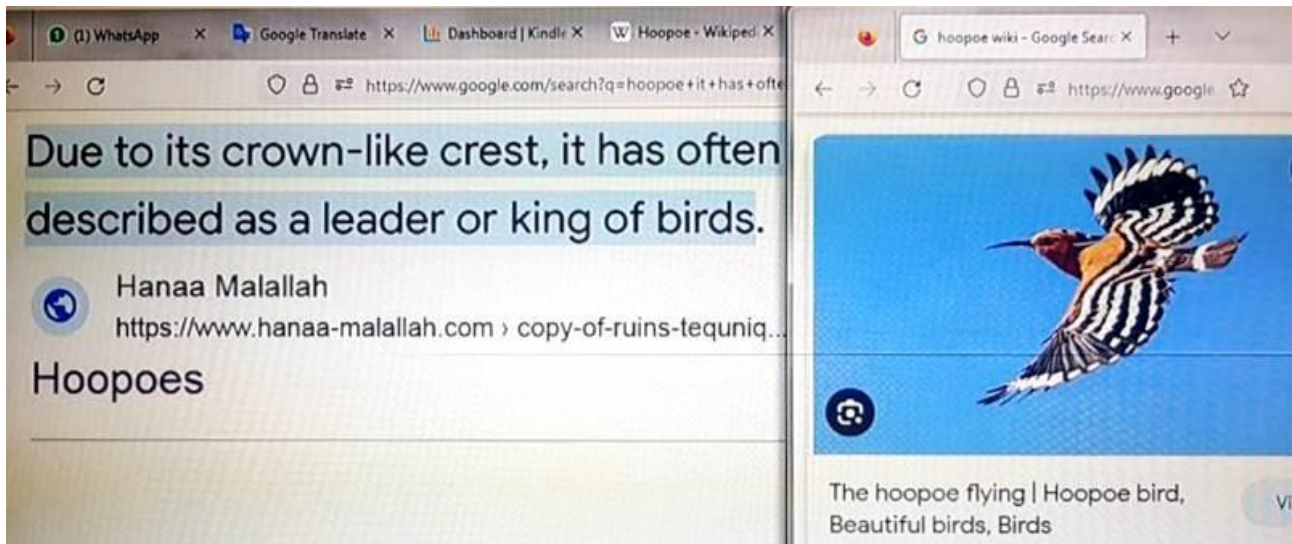 (1) WhatsApp
Google Translate
Dashboard | Kindle
Hoopoe - Wikiped
https://www.google.com/search?q=hoopoe+it+has+ofte
Due to its crown-like crest, it has often
described as a leader or king of birds.
Hanaa Malallah
https://www.hanaa-malallah.com › copy-of-ruins-tequniq...
Hoopoes
hoopoe wiki - Google Searc
https://www.google
The hoopoe flying | Hoopoe bird,
Beautiful birds, Birds
Vi